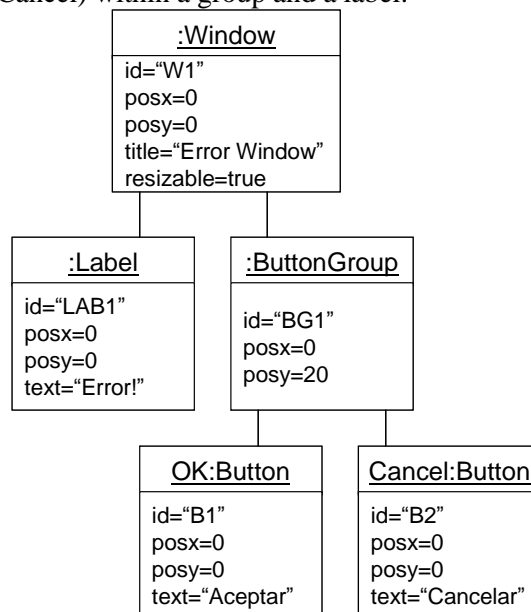 Cancel) within a group and a label.
:Window
id=“W1”
posx=0
posy=0
title=“Error Window”
resizable=true
:Label
id=“LAB1”
posx=0
posy=0
text=“Error!”
:ButtonGroup
id=“BG1”
posx=0
posy=20
OK:Button
id=“B1”
posx=0
posy=0
text=“Aceptar”
Cancel:Button
id=“B2”
posx=0
posy=0
text=“Cancelar”